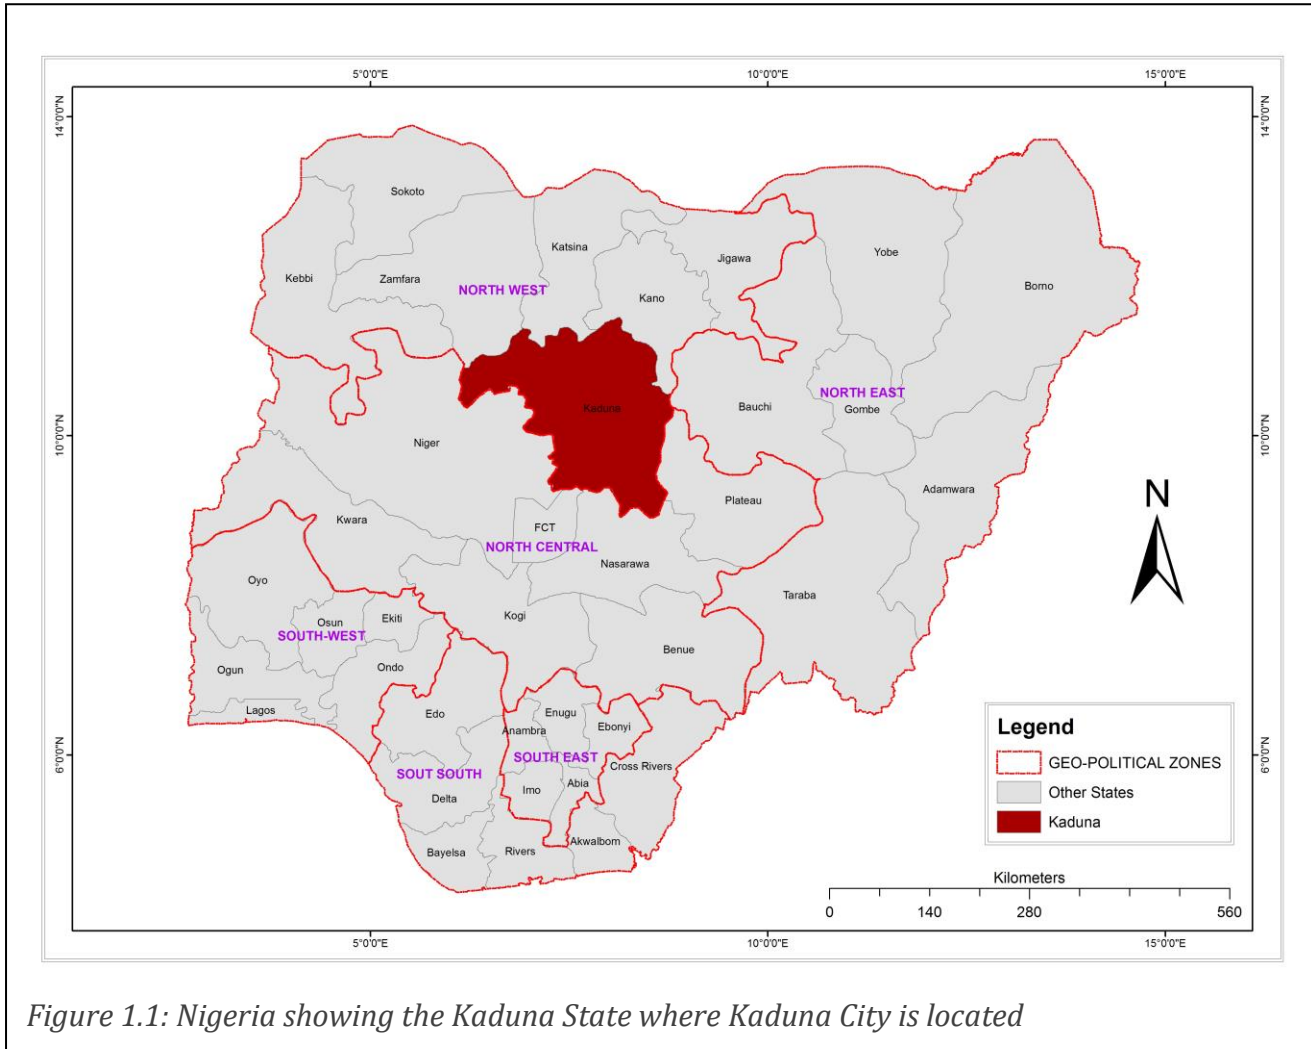 5°0'0"E 10°0'0"E 15°0'0"E
14°0'0"N 14°0'0"N
Sokoto
Katsina
Yobe
Jigawa
Kebbi
Zamfara
NORTH WEST
Kano
Borno
Kaduna
NORTH EAST
Bauchi
Gombe
10°0'0"N 10°0'0"N
Niger
Adamwara
Plateau
N
Kwara
FCT
NORTH CENTRAL
Nasarawa
Oyo
Taraba
Kogi
Osun
Ekiti
SOUTH-WEST
Benue
Ogun
Ondo
Lagos
Edo
Enugu
Anambra
Ebonyi
SOUTH EAST
Cross Rivers
SOUT SOUTH
Imo
Abia
Delta
Akwalbom
Bayelsa
Rivers
6°0'0"N 6°0'0"N
Legend
GEO-POLITICAL ZONES
Other States
Kaduna
Kilometers
0 140 280 560
5°0'0"E 10°0'0"E 15°0'0"E
Figure 1.1: Nigeria showing the Kaduna State where Kaduna City is located